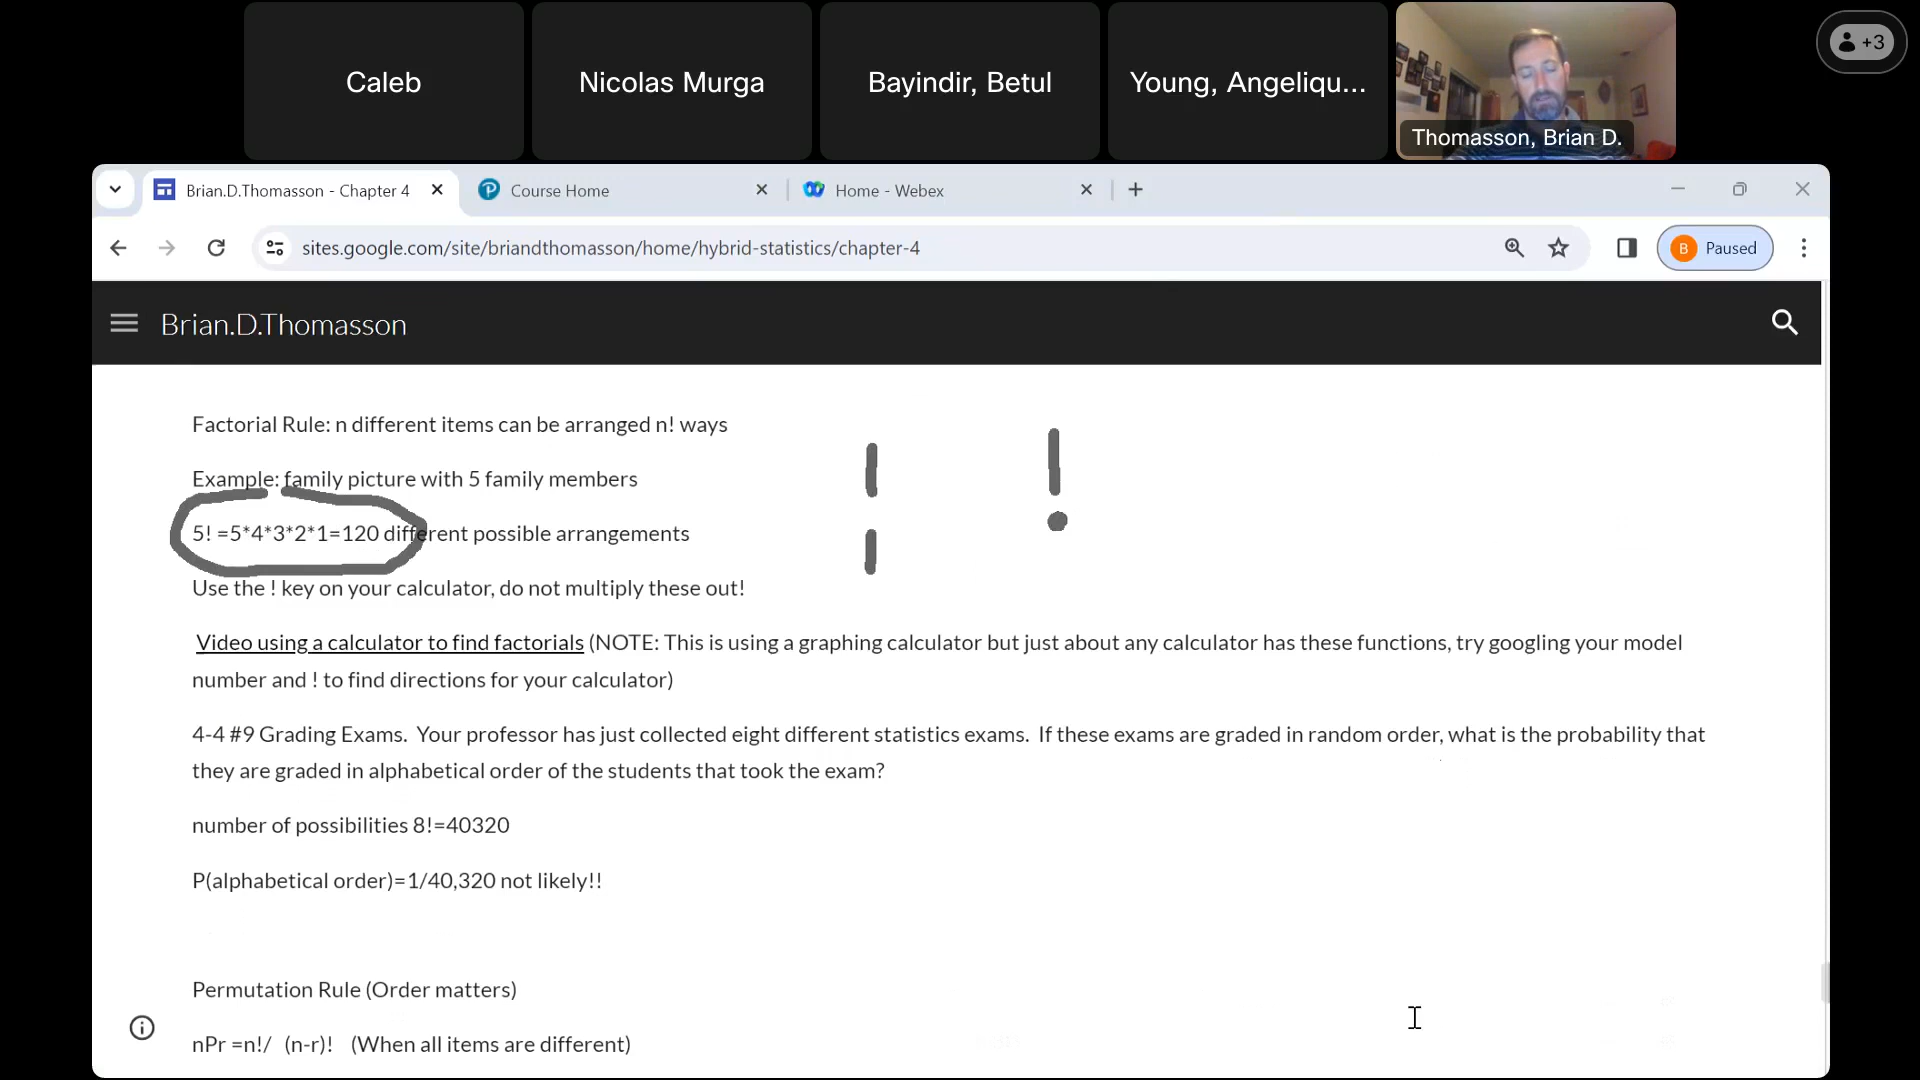 Caleb
Nicolas Murga
Bayindir, Betul
Young, Angeliqu...
Thomasson, Brian D.
+3
Brian.D.Thomasson - Chapter 4
Course Home
Home - Webex
sites.google.com/site/briandthomasson/home/hybrid-statistics/chapter-4
B Paused
Brian.D.Thomasson
Factorial Rule: n different items can be arranged n! ways
Example: family picture with 5 family members
5! =5*4*3*2*1=120 different possible arrangements
! !
Use the ! key on your calculator, do not multiply these out!
Video using a calculator to find factorials (NOTE: This is using a graphing calculator but just about any calculator has these functions, try googling your model
number and ! to find directions for your calculator)
4-4 #9 Grading Exams.  Your professor has just collected eight different statistics exams.  If these exams are graded in random order, what is the probability that
they are graded in alphabetical order of the students that took the exam?
number of possibilities 8!=40320
P(alphabetical order)=1/40,320 not likely!!
Permutation Rule (Order matters)
nPr =n!/  (n-r)!   (When all items are different)